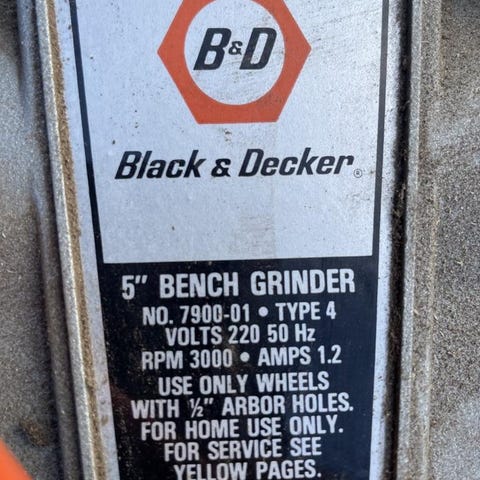 B&D
Black & Decker®
5" BENCH GRINDER
NO. 7900-01 • TYPE 4
VOLTS 220 50 Hz
RPM 3000 • AMPS 1.2
USE ONLY WHEELS
WITH ½" ARBOR HOLES.
FOR HOME USE ONLY.
FOR SERVICE SEE
YELLOW PAGES.